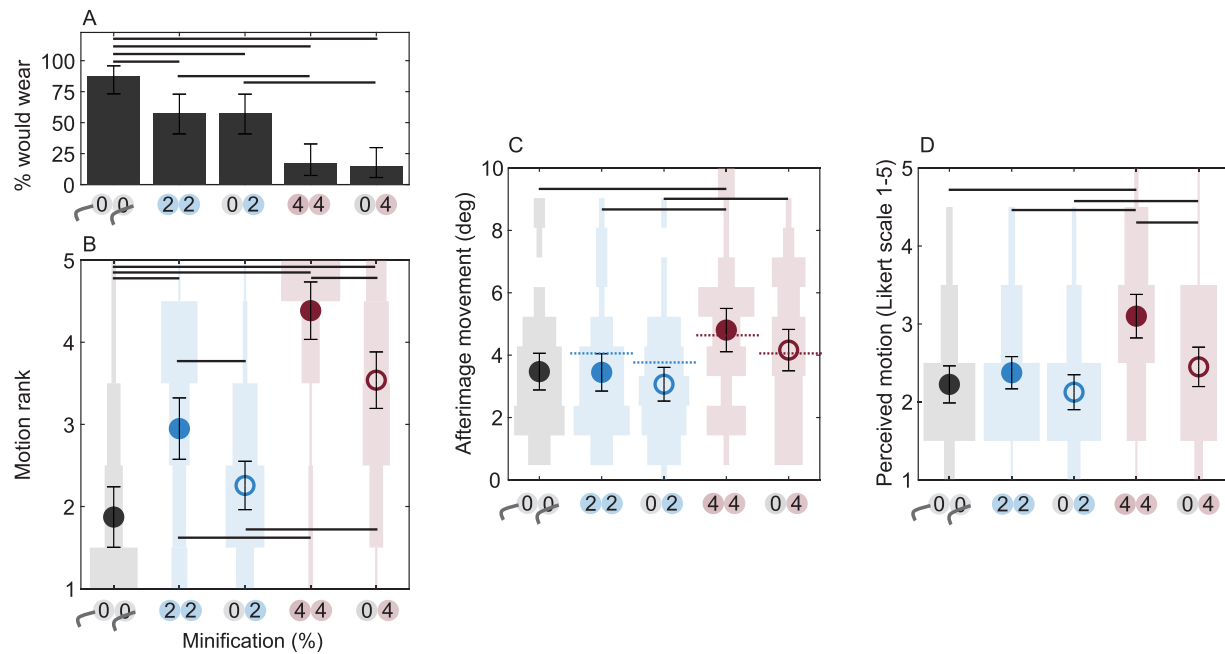 A
% would wear
100
75
50
25
0
0 0 2 2 0 2 4 4 0 4
B
Motion rank
5
4
3
2
1
0 0 2 2 0 2 4 4 0 4
Minification (%)
C
Afterimage movement (deg)
10
8
6
4
2
0
0 0 2 2 0 2 4 4 0 4
D
Perceived motion (Likert scale 1-5)
5
4
3
2
1
0 0 2 2 0 2 4 4 0 4